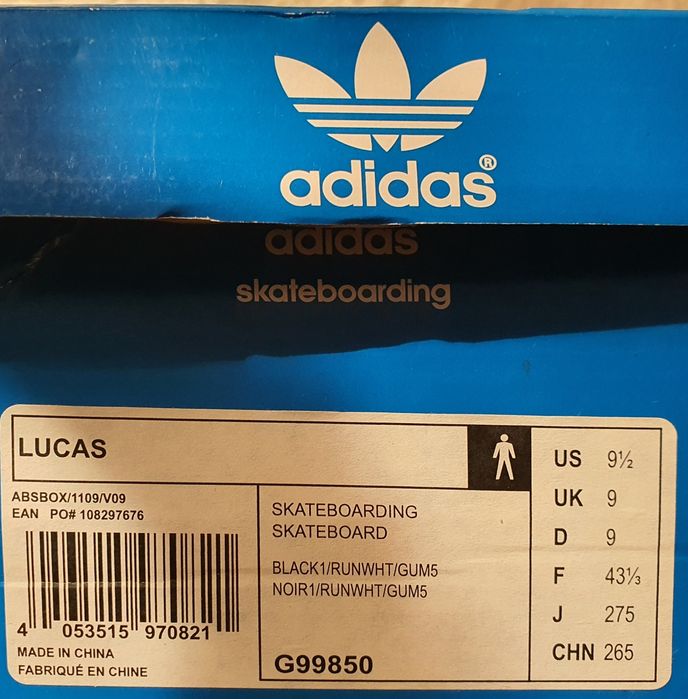 adidas®
adidas
skateboarding
LUCAS
ABSBOX/1109/V09
EAN PO# 108297676
4 053515 970821
MADE IN CHINA
FABRIQUÉ EN CHINE
SKATEBOARDING
SKATEBOARD
BLACK1/RUNWHT/GUM5
NOIR1/RUNWHT/GUM5
G99850
US 9½
UK 9
D 9
F 43⅓
J 275
CHN 265